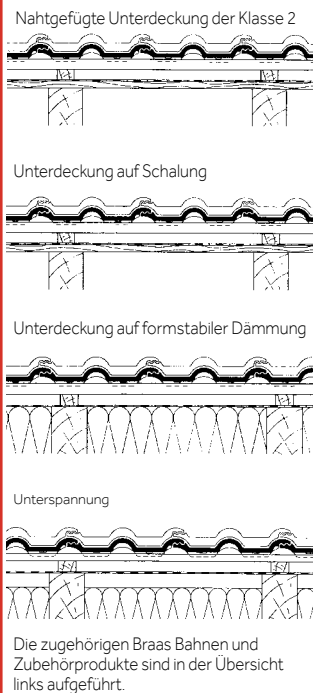 Nahtgefügte Unterdeckung der Klasse 2
Unterdeckung auf Schalung
Unterdeckung auf formstabiler Dämmung
Unterspannung
Die zugehörigen Braas Bahnen und
Zubehörprodukte sind in der Übersicht
links aufgeführt.